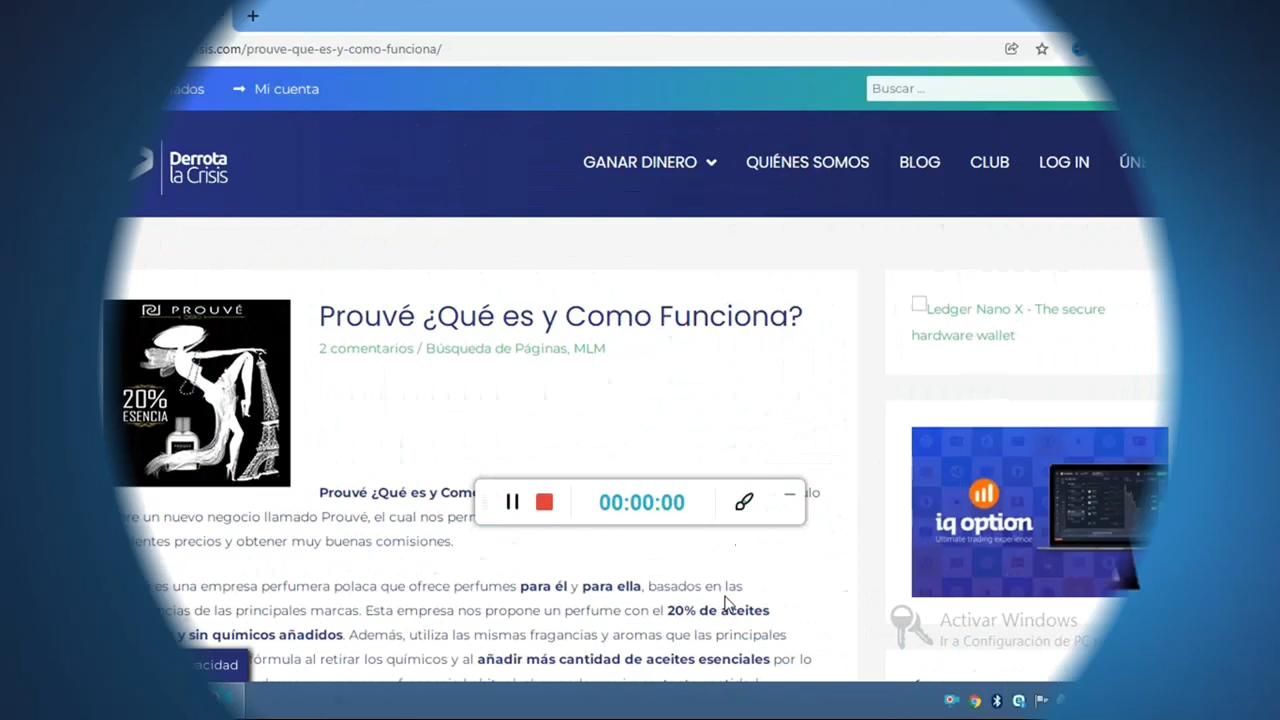 sis.com/prouve-que-es-y-como-funciona/
Mi cuenta
Buscar ...
Derrota
la Crisis
GANAR DINERO
QUIÉNES SOMOS
BLOG
CLUB
LOG IN
PROUVÉ
20%
ESENCIA
PROUVÉ
Prouvé ¿Qué es y Como Funciona?
2 comentarios / Búsqueda de Páginas, MLM
Ledger Nano X - The secure
hardware wallet
Prouvé ¿Qué es y Com
00:00:00
un nuevo negocio llamado Prouvé, el cual nos
precios y obtener muy buenas comisiones.
es una empresa perfumera polaca que ofrece perfumes para él y para ella, basados en las
de las principales marcas. Esta empresa nos propone un perfume con el 20% de aceites
y sin químicos añadidos. Además, utiliza las mismas fragancias y aromas que las principales
fórmula al retirar los químicos y al añadir más cantidad de aceites esenciales por lo
iq option
Ultimate trading experience
Activar Windows
Ir a Configuración de PC